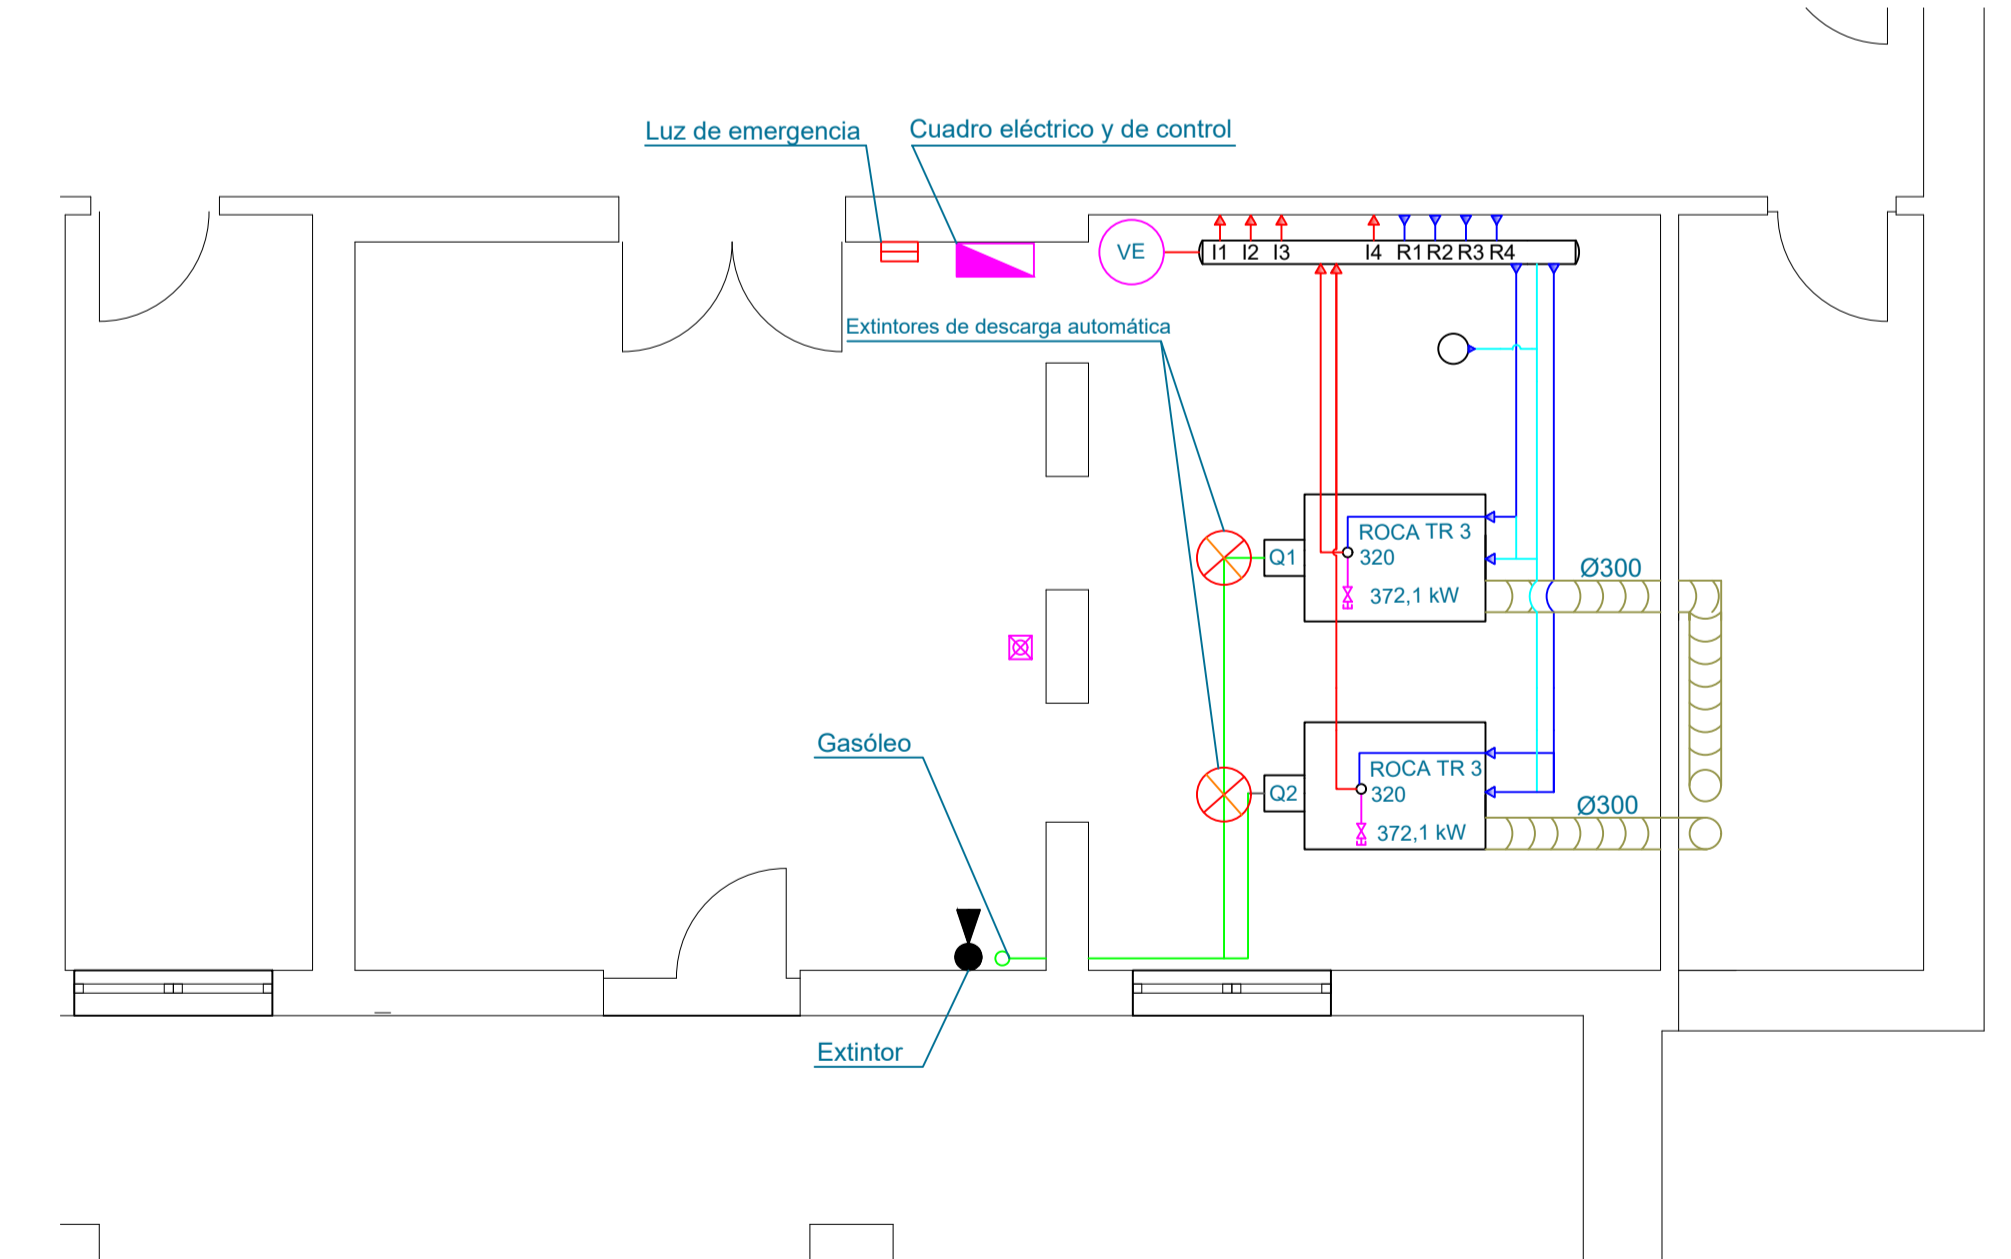 Luz de emergencia
Cuadro eléctrico y de control
VE
I1 I2 I3 I4 R1 R2 R3 R4
Extintores de descarga automática
Q1
ROCA TR 3
320
372,1 kW
Ø300
Gasóleo
Q2
ROCA TR 3
320
372,1 kW
Ø300
Extintor